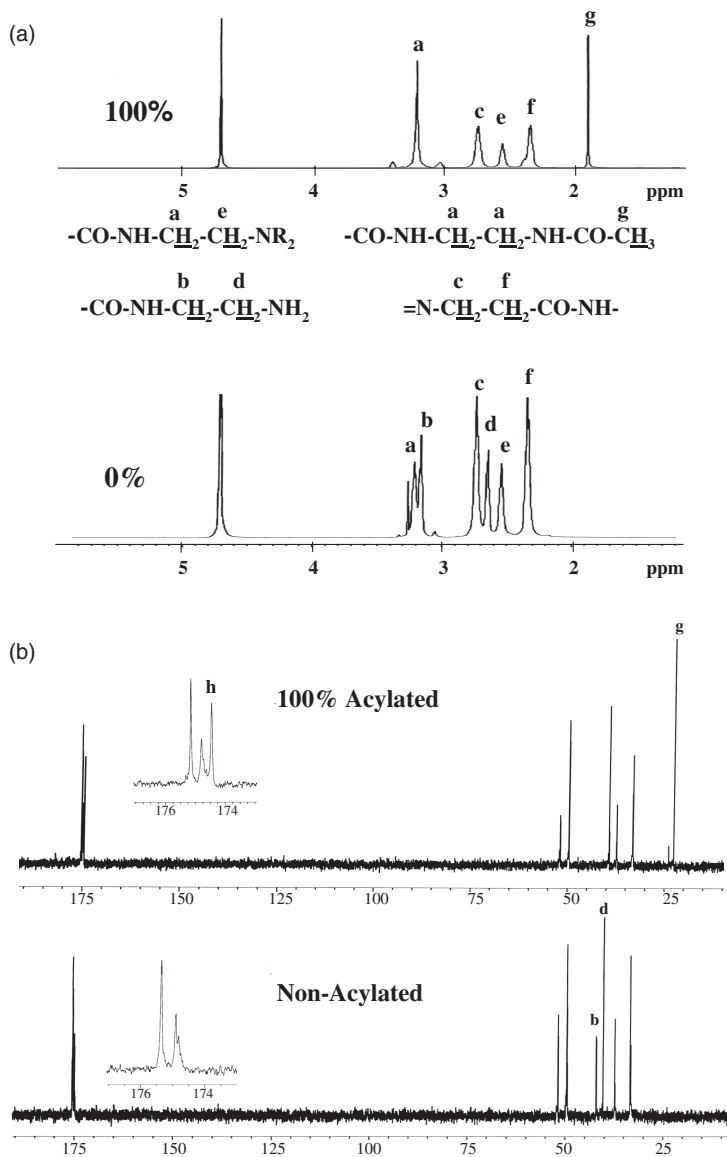 (a)
g
a
100%
c
f
e
5 4 3 2 ppm
a e
-CO-NH-CH₂-CH₂-NR₂
a a g
-CO-NH-CH₂-CH₂-NH-CO-CH₃
b d
-CO-NH-CH₂-CH₂-NH₂
c f
=N-CH₂-CH₂-CO-NH-
c f
b
d
a e
0%
5 4 3 2 ppm
(b)
g
h
100% Acylated
176 174
175 150 125 100 75 50 25
d
Non-Acylated
b
176 174
175 150 125 100 75 50 25